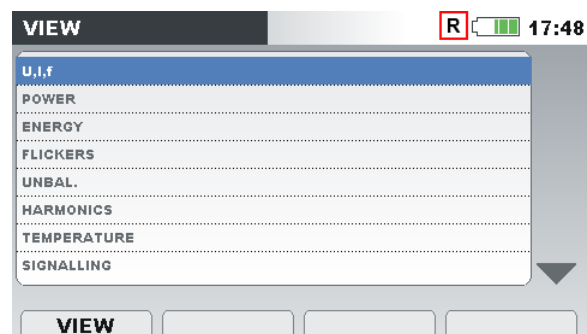 VIEW R 17:48
U,I,f
POWER
ENERGY
FLICKERS
UNBAL.
HARMONICS
TEMPERATURE
SIGNALLING
VIEW